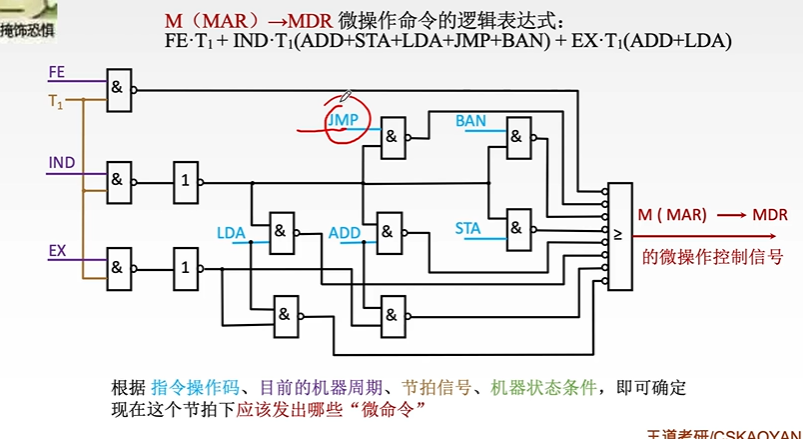 掩饰恐惧
M（MAR）→MDR 微操作命令的逻辑表达式：
FE·T₁ + IND·T₁(ADD+STA+LDA+JMP+BAN) + EX·T₁(ADD+LDA)
FE
&
T₁
JMP
&
BAN
&
IND
&
1
LDA
&
ADD
&
STA
&
≥
M ( MAR) → MDR
的微操作控制信号
EX
&
1
&
&
根据 指令操作码、目前的机器周期、节拍信号、机器状态条件，即可确定
现在这个节拍下应该发出哪些“微命令”
王道考研/CSKAOYAN